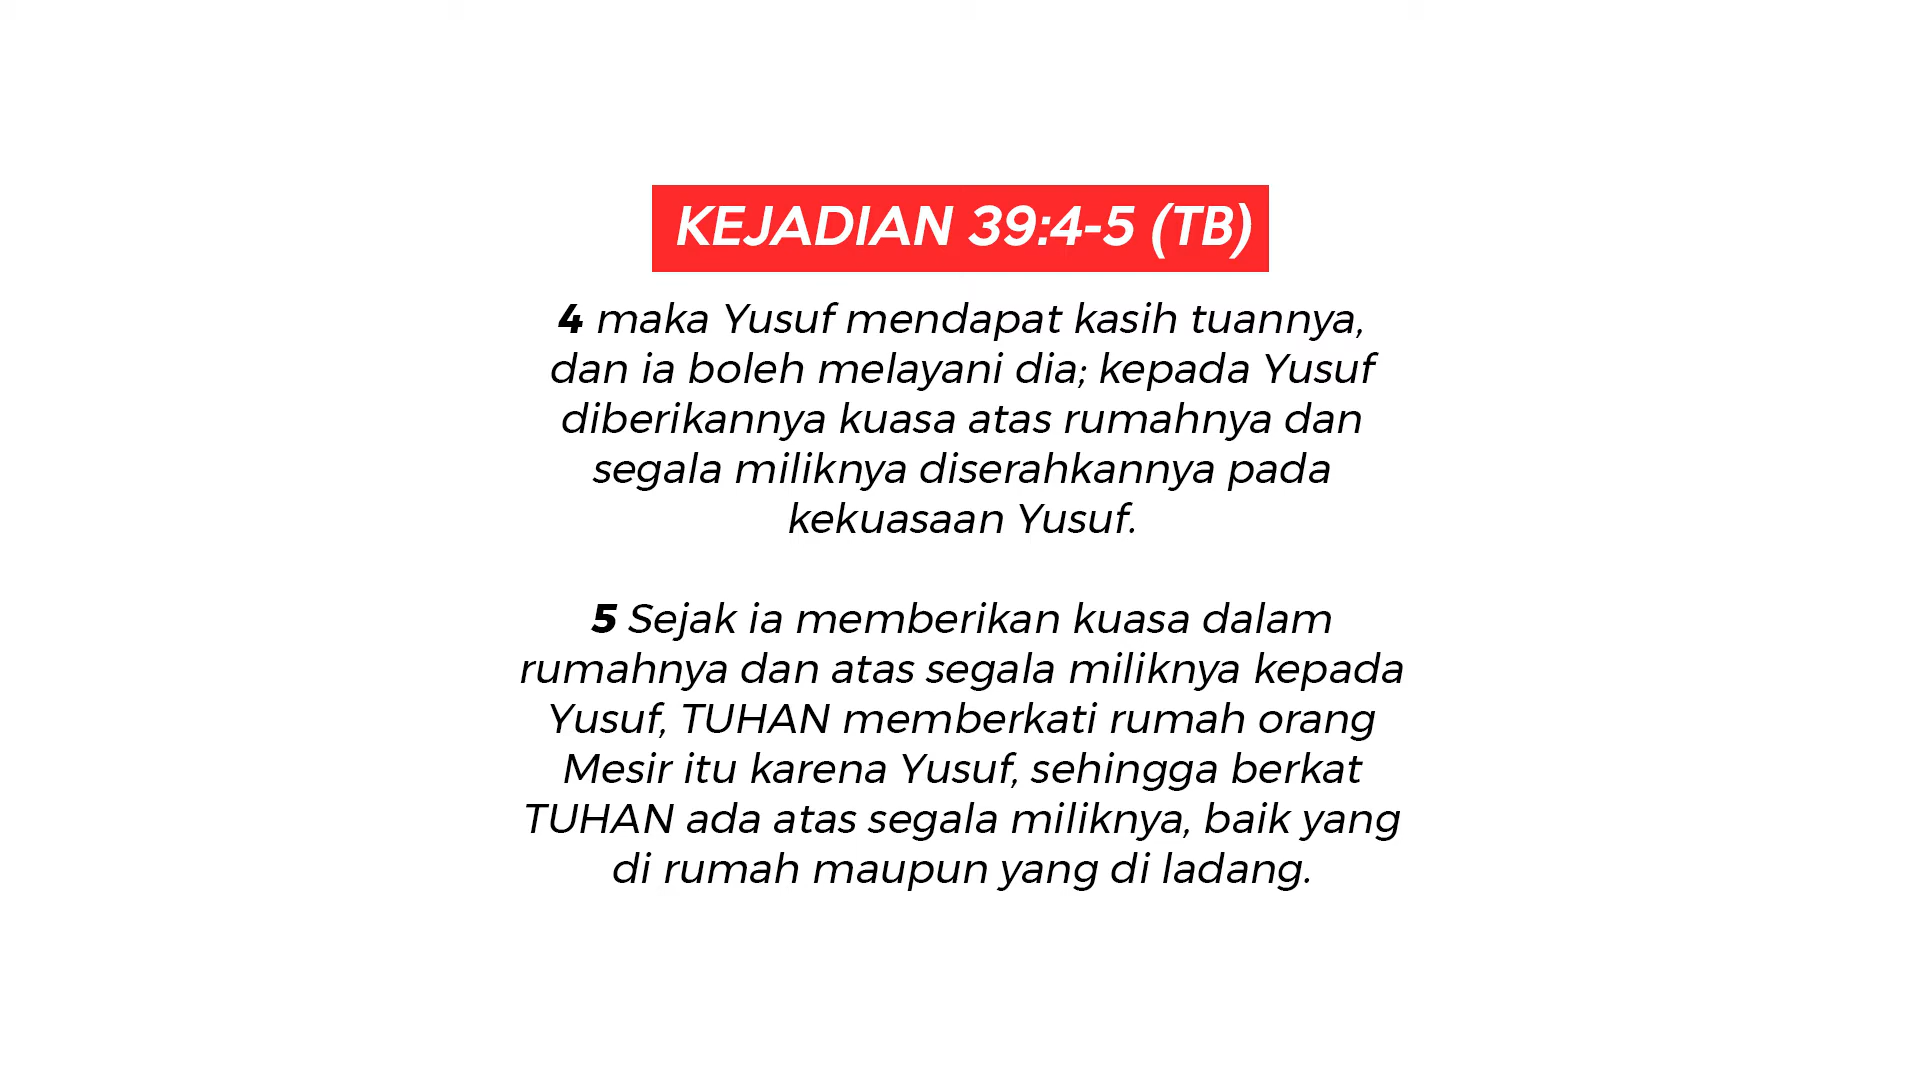 KEJADIAN 39:4-5 (TB)
4 maka Yusuf mendapat kasih tuannya,
dan ia boleh melayani dia; kepada Yusuf
diberikannya kuasa atas rumahnya dan
segala miliknya diserahkannya pada
kekuasaan Yusuf.
5 Sejak ia memberikan kuasa dalam
rumahnya dan atas segala miliknya kepada
Yusuf, TUHAN memberkati rumah orang
Mesir itu karena Yusuf, sehingga berkat
TUHAN ada atas segala miliknya, baik yang
di rumah maupun yang di ladang.